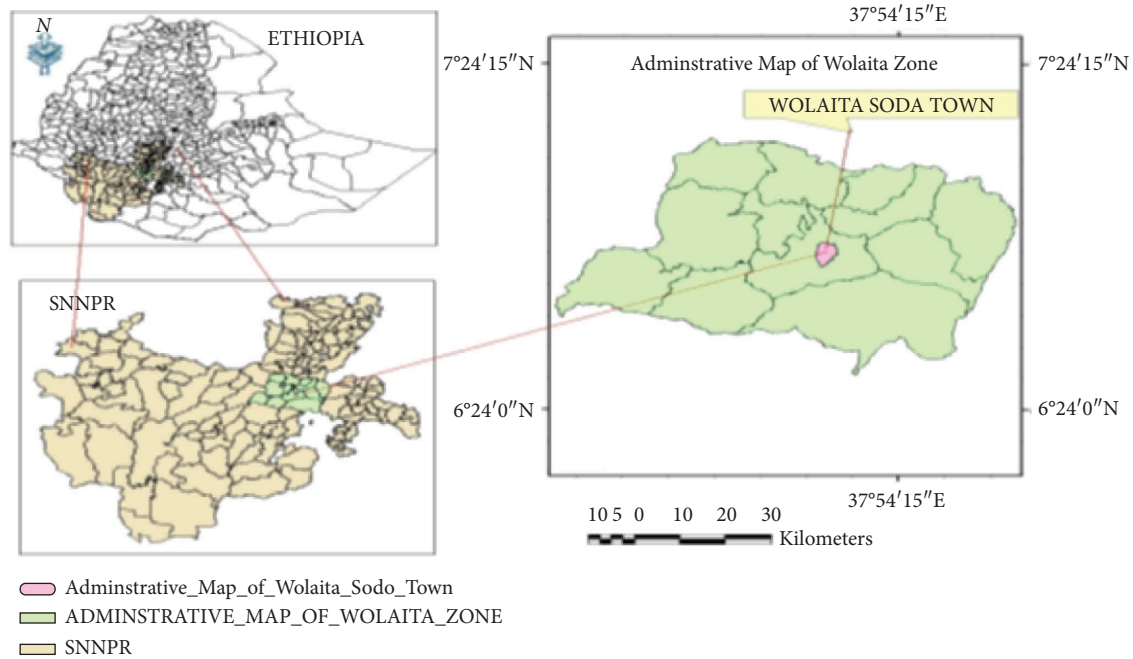 N
ETHIOPIA
SNNPR
37°54′15″E
7°24′15″N
7°24′15″N
Adminstrative Map of Wolaita Zone
WOLAITA SODA TOWN
6°24′0″N
6°24′0″N
37°54′15″E
10 5 0 10 20 30
Kilometers
Adminstrative_Map_of_Wolaita_Sodo_Town
ADMINSTRATIVE_MAP_OF_WOLAITA_ZONE
SNNPR